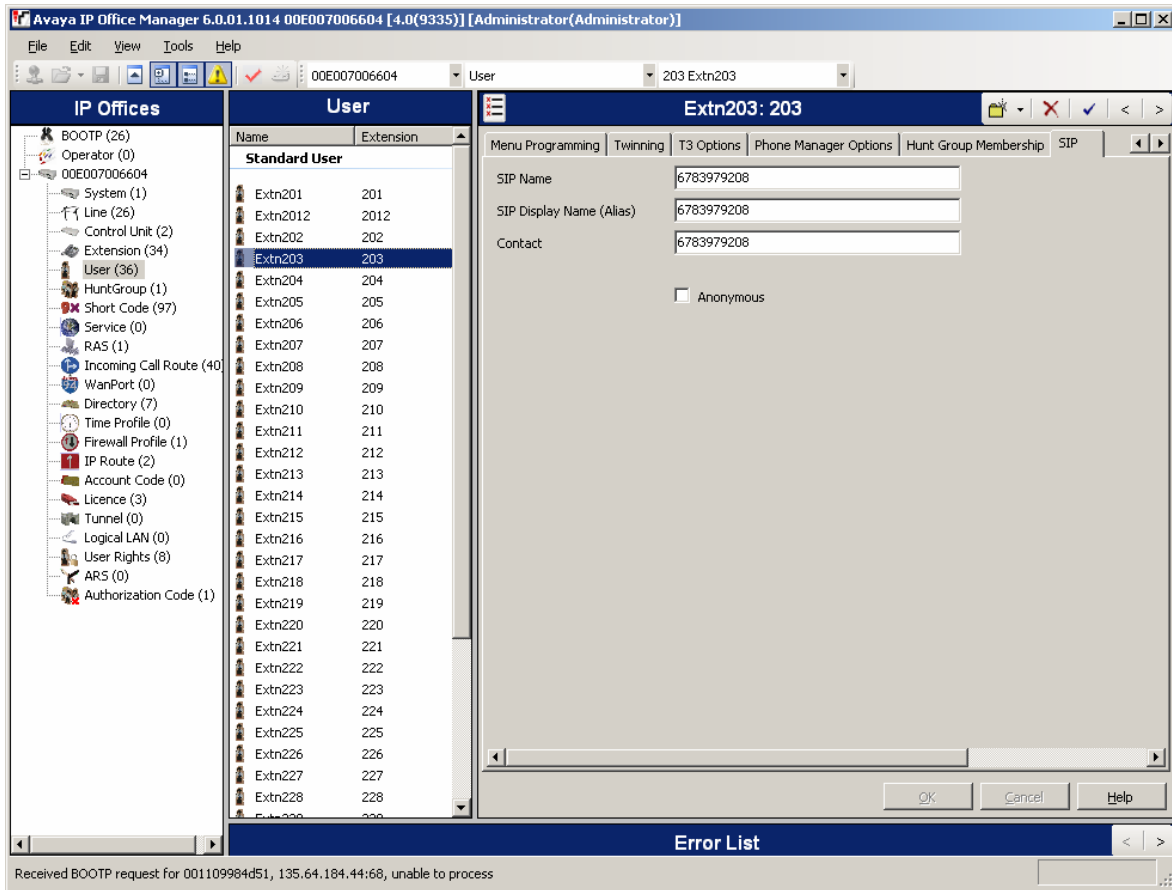 Avaya IP Office Manager 6.0.01.1014 00E007006604 [4.0(9335)] [Administrator(Administrator)]
File Edit View Tools Help
00E007006604 User 203 Extn203
IP Offices
BOOTP (26)
Operator (0)
00E007006604
System (1)
Line (26)
Control Unit (2)
Extension (34)
User (36)
HuntGroup (1)
Short Code (97)
Service (0)
RAS (1)
Incoming Call Route (40)
WanPort (0)
Directory (7)
Time Profile (0)
Firewall Profile (1)
IP Route (2)
Account Code (0)
Licence (3)
Tunnel (0)
Logical LAN (0)
User Rights (8)
ARS (0)
Authorization Code (1)
User
Name Extension
Standard User
Extn201 201
Extn2012 2012
Extn202 202
Extn203 203
Extn204 204
Extn205 205
Extn206 206
Extn207 207
Extn208 208
Extn209 209
Extn210 210
Extn211 211
Extn212 212
Extn213 213
Extn214 214
Extn215 215
Extn216 216
Extn217 217
Extn218 218
Extn219 219
Extn220 220
Extn221 221
Extn222 222
Extn223 223
Extn224 224
Extn225 225
Extn226 226
Extn227 227
Extn228 228
Extn203: 203
Menu Programming Twinning T3 Options Phone Manager Options Hunt Group Membership SIP
SIP Name 6783979208
SIP Display Name (Alias) 6783979208
Contact 6783979208
Anonymous
OK Cancel Help
Error List
Received BOOTP request for 001109984d51, 135.64.184.44:68, unable to process